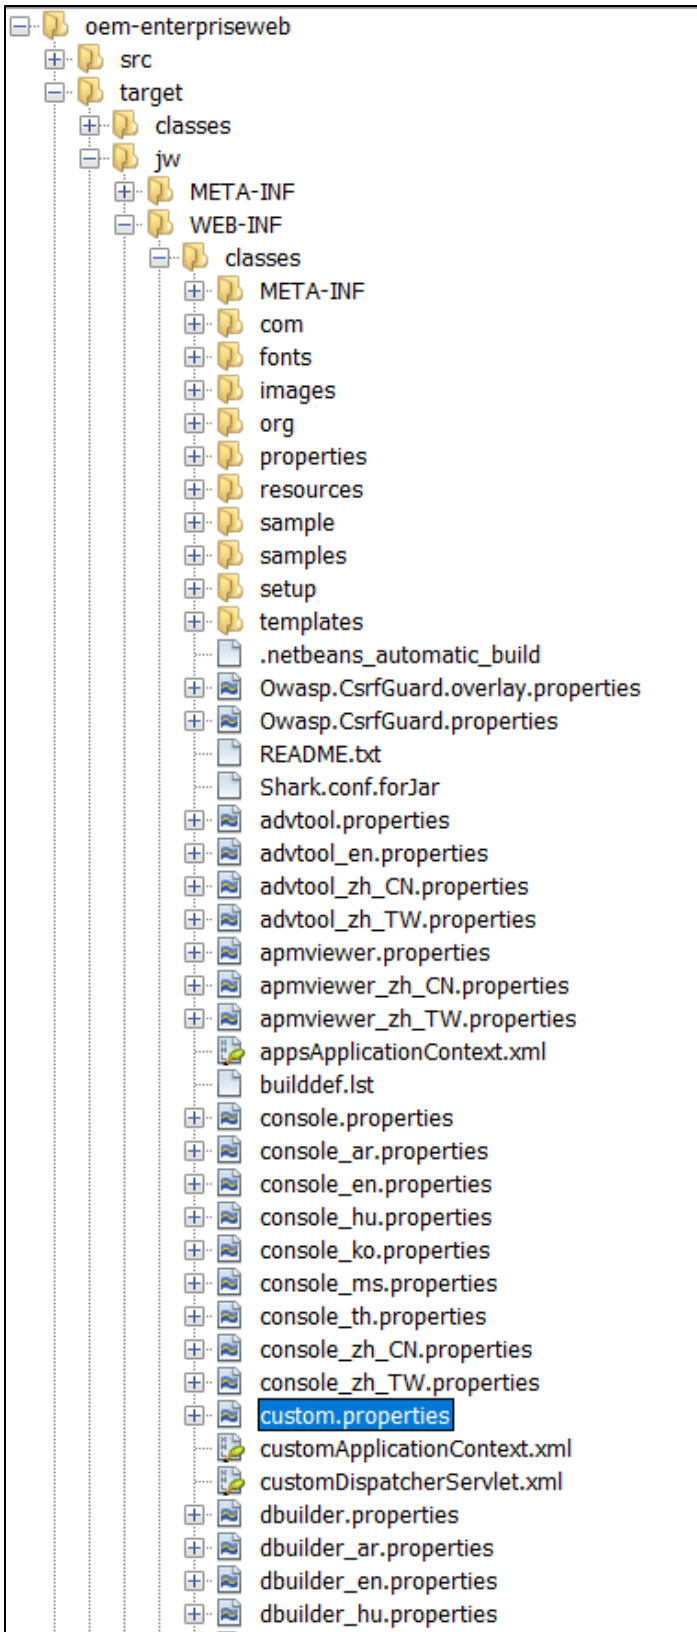 oem-enterpriseweb
src
target
classes
jw
META-INF
WEB-INF
classes
META-INF
com
fonts
images
org
properties
resources
sample
samples
setup
templates
.netbeans_automatic_build
Owasp.CsrfGuard.overlay.properties
Owasp.CsrfGuard.properties
README.txt
Shark.conf.forJar
advtool.properties
advtool_en.properties
advtool_zh_CN.properties
advtool_zh_TW.properties
apmviewer.properties
apmviewer_zh_CN.properties
apmviewer_zh_TW.properties
appsApplicationContext.xml
builddef.lst
console.properties
console_ar.properties
console_en.properties
console_hu.properties
console_ko.properties
console_ms.properties
console_th.properties
console_zh_CN.properties
console_zh_TW.properties
custom.properties
customApplicationContext.xml
customDispatcherServlet.xml
dbuilder.properties
dbuilder_ar.properties
dbuilder_en.properties
dbuilder_hu.properties